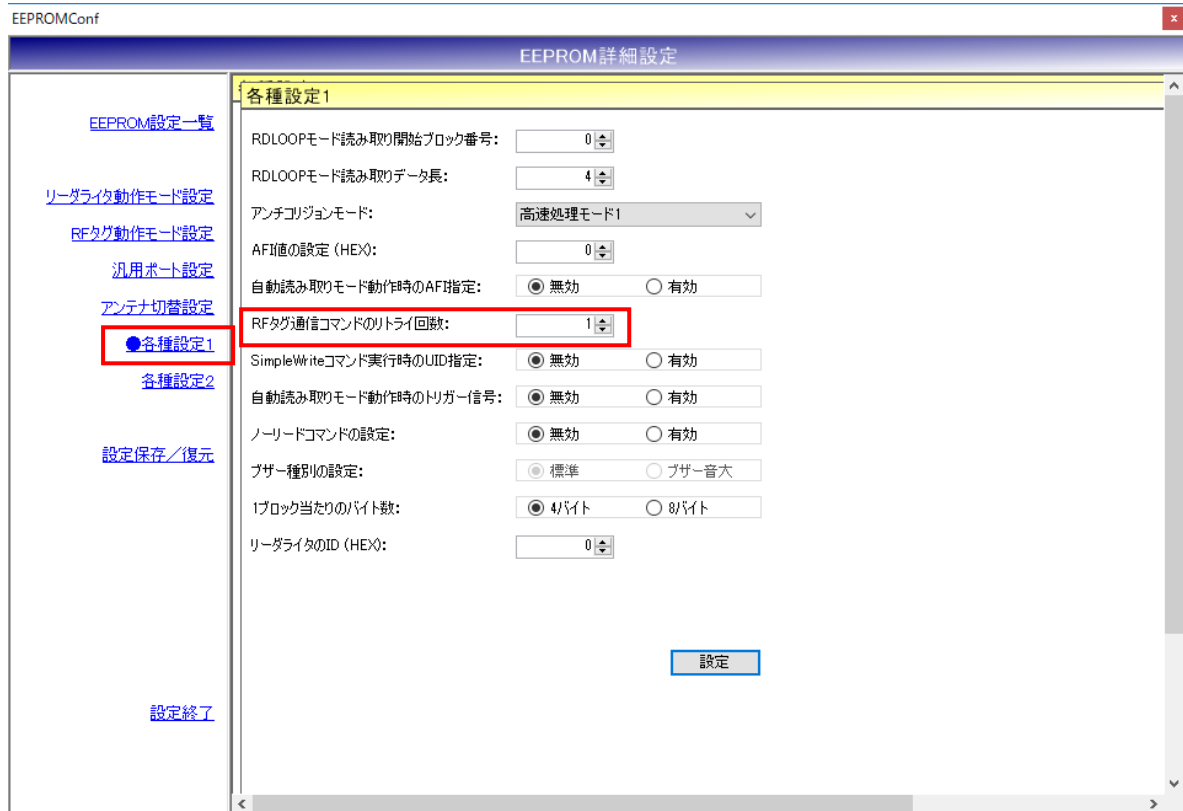 EEPROMConf
x
EEPROM詳細設定
EEPROM設定一覧
リーダライタ動作モード設定
RFタグ動作モード設定
汎用ポート設定
アンテナ切替設定
●各種設定1
各種設定2
設定保存／復元
設定終了
各種設定1
RDLOOPモード読み取り開始ブロック番号: 0
RDLOOPモード読み取りデータ長: 4
アンチコリジョンモード: 高速処理モード1
AFI値の設定 (HEX): 0
自動読み取りモード動作時のAFI指定: 無効 有効
RFタグ通信コマンドのリトライ回数: 1
SimpleWriteコマンド実行時のUID指定: 無効 有効
自動読み取りモード動作時のトリガー信号: 無効 有効
ノーリードコマンドの設定: 無効 有効
ブザー種別の設定: 標準 ブザー音大
1ブロック当たりのバイト数: 4バイト 8バイト
リーダライタのID (HEX): 0
設定